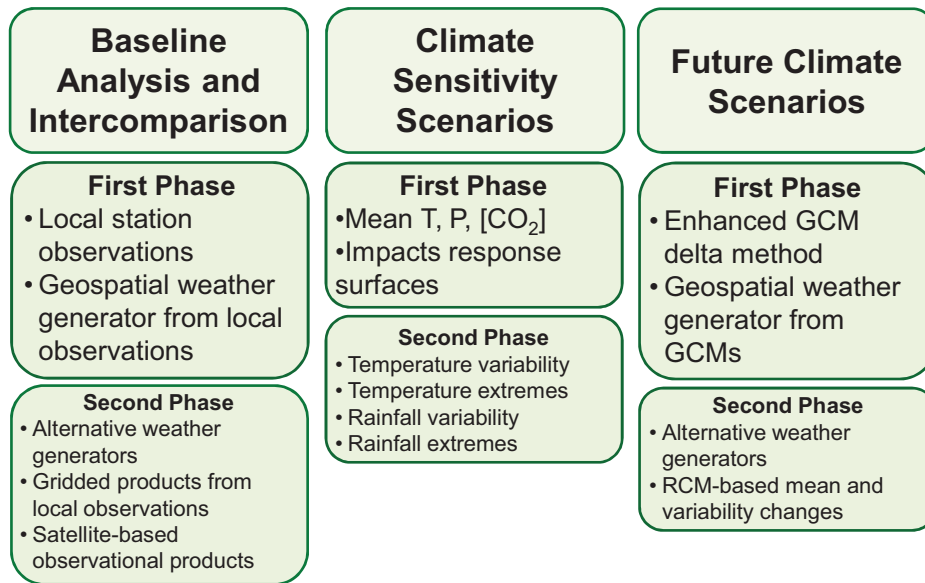 Baseline
Analysis and
Intercomparison
First Phase
• Local station
observations
• Geospatial weather
generator from local
observations
Second Phase
• Alternative weather
generators
• Gridded products from
local observations
• Satellite-based
observational products
Climate
Sensitivity
Scenarios
First Phase
•Mean T, P, [CO₂]
•Impacts response
surfaces
Second Phase
• Temperature variability
• Temperature extremes
• Rainfall variability
• Rainfall extremes
Future Climate
Scenarios
First Phase
• Enhanced GCM
delta method
• Geospatial weather
generator from
GCMs
Second Phase
• Alternative weather
generators
• RCM-based mean and
variability changes